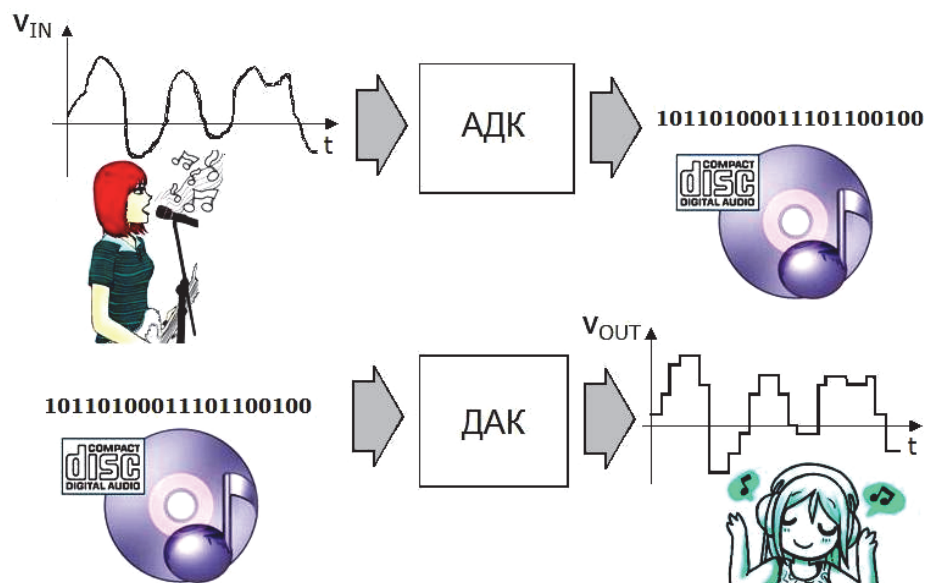 VIN
t
АДК
10110100011101100100
COMPACT
disc
DIGITAL AUDIO
VOUT
t
ДАК
10110100011101100100
COMPACT
disc
DIGITAL AUDIO